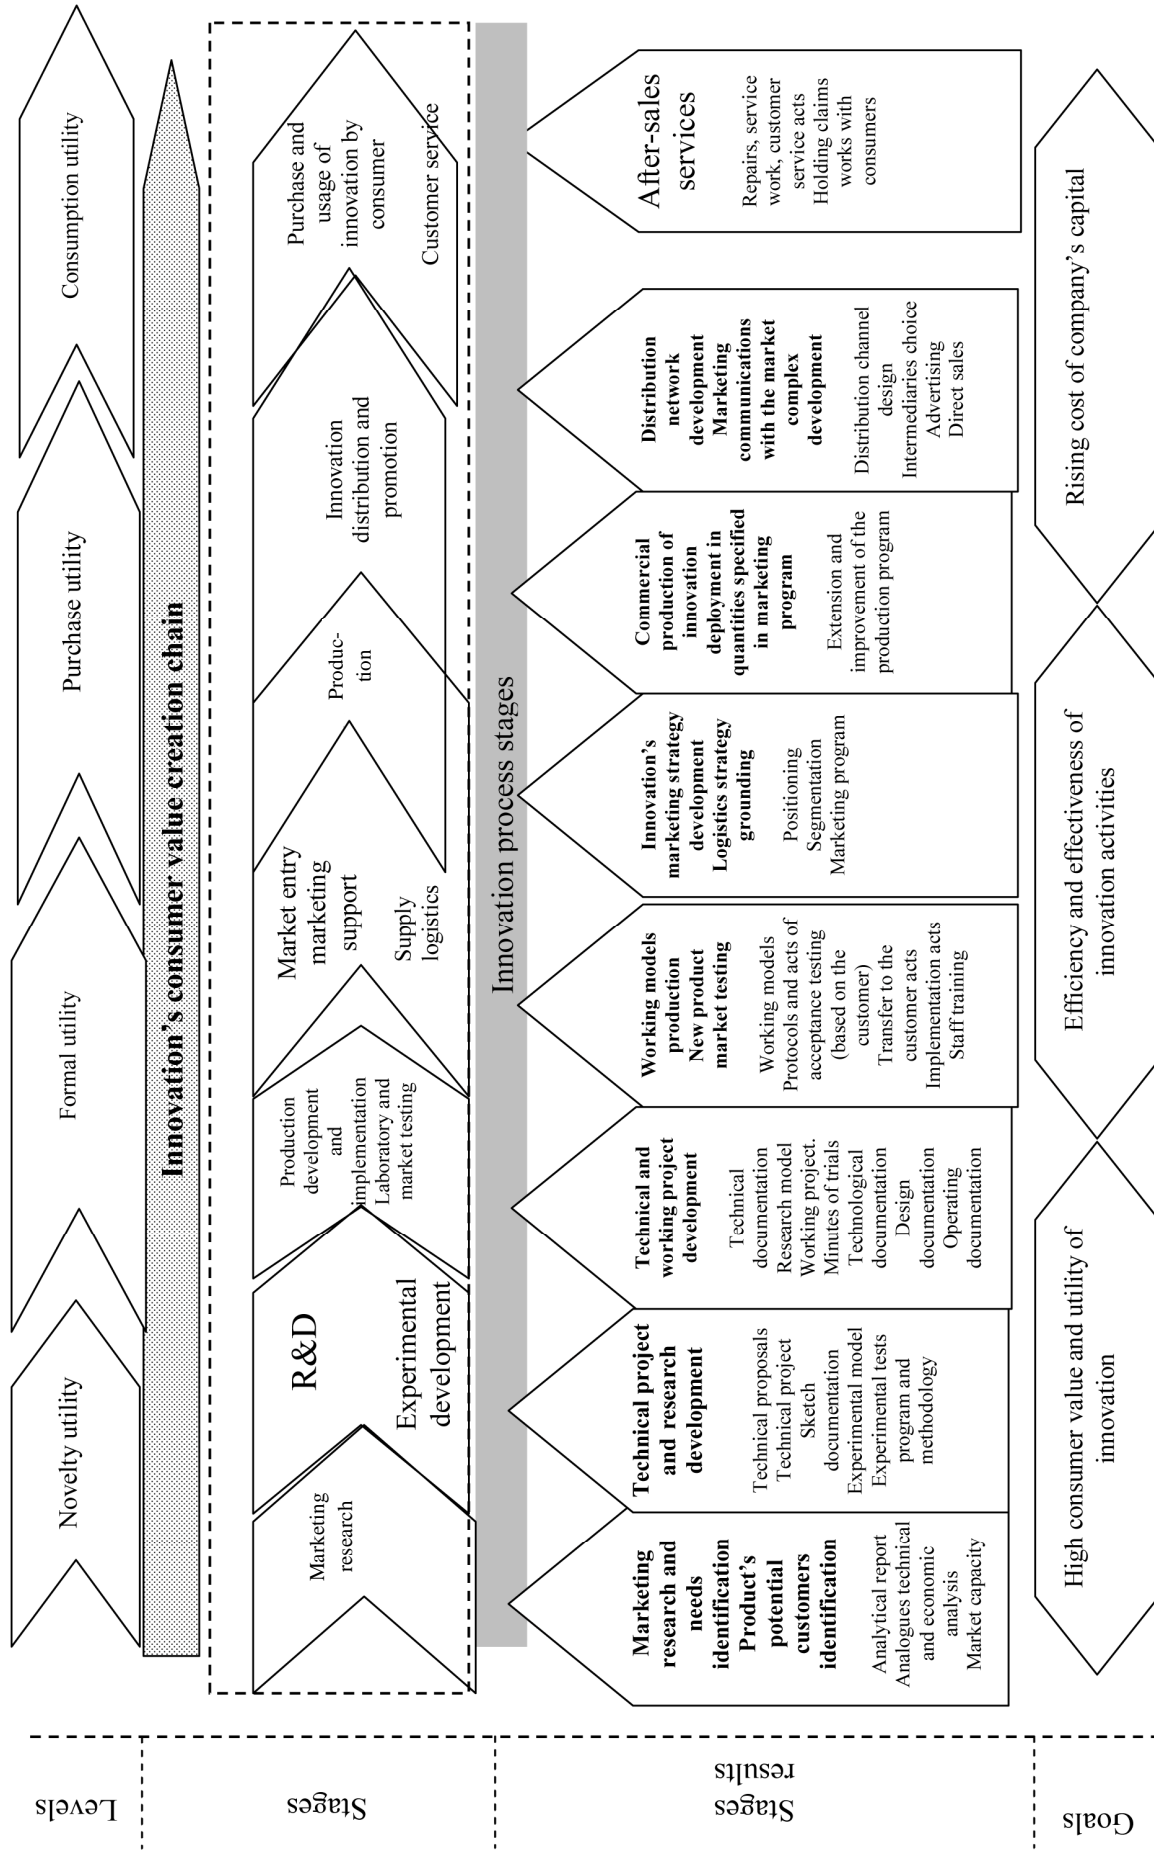 Levels
Novelty utility
Formal utility
Purchase utility
Consumption utility
Innovation's consumer value creation chain
Stages
Marketing
research
R&D
Experimental
development
Production
development
and
implementation
Laboratory and
market testing
Market entry
marketing
support
Supply
logistics
Produc-
tion
Innovation
distribution and
promotion
Purchase and
usage of
innovation by
consumer
Customer service
Innovation process stages
Stages
results
Marketing
research and
needs
identification
Product's
potential
customers
identification
Analytical report
Analogues technical
and economic
analysis
Market capacity
Technical project
and research
development
Technical proposals
Technical project
Sketch
documentation
Experimental model
Experimental tests
program and
methodology
Technical and
working project
development
Technical
documentation
Research model
Working project.
Minutes of trials
Technological
documentation
Design
documentation
Operating
documentation
Working models
production
New product
market testing
Working models
Protocols and acts of
acceptance testing
(based on the
customer)
Transfer to the
customer acts
Implementation acts
Staff training
Innovation's
marketing strategy
development
Logistics strategy
grounding
Positioning
Segmentation
Marketing program
Commercial
production of
innovation
deployment in
quantities specified
in marketing
program
Extension and
improvement of the
production program
Distribution
network
development
Marketing
communications
with the market
complex
development
Distribution channel
design
Intermediaries choice
Advertising
Direct sales
After-sales
services
Repairs, service
work, customer
service acts
Holding claims
works with
consumers
Goals
High consumer value and utility of
innovation
Efficiency and effectiveness of
innovation activities
Rising cost of company's capital